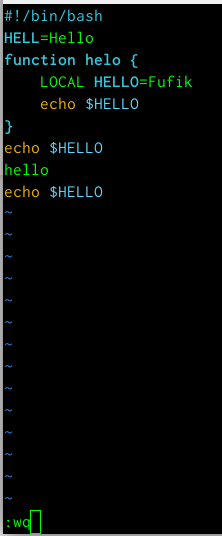 #!/bin/bash
HELL=Hello
function helo {
    LOCAL HELLO=Fufik
    echo $HELLO
}
echo $HELLO
hello
echo $HELLO
~
~
~
~
~
~
~
~
~
~
~
~
~
~
:wq